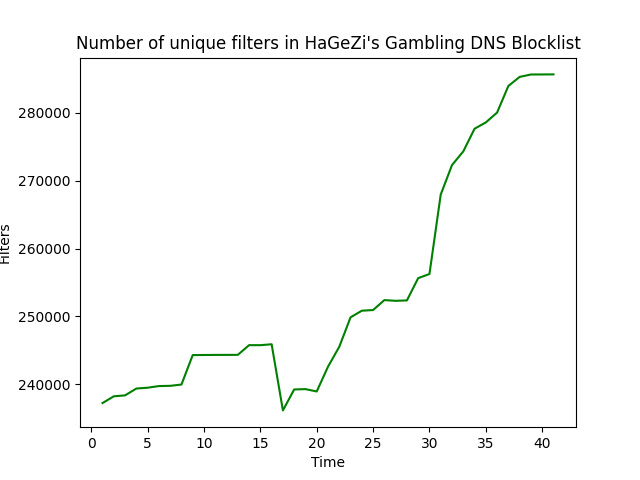 Number of unique filters in HaGeZi's Gambling DNS Blocklist
280000
270000
260000
250000
240000
Filters
0 5 10 15 20 25 30 35 40
Time